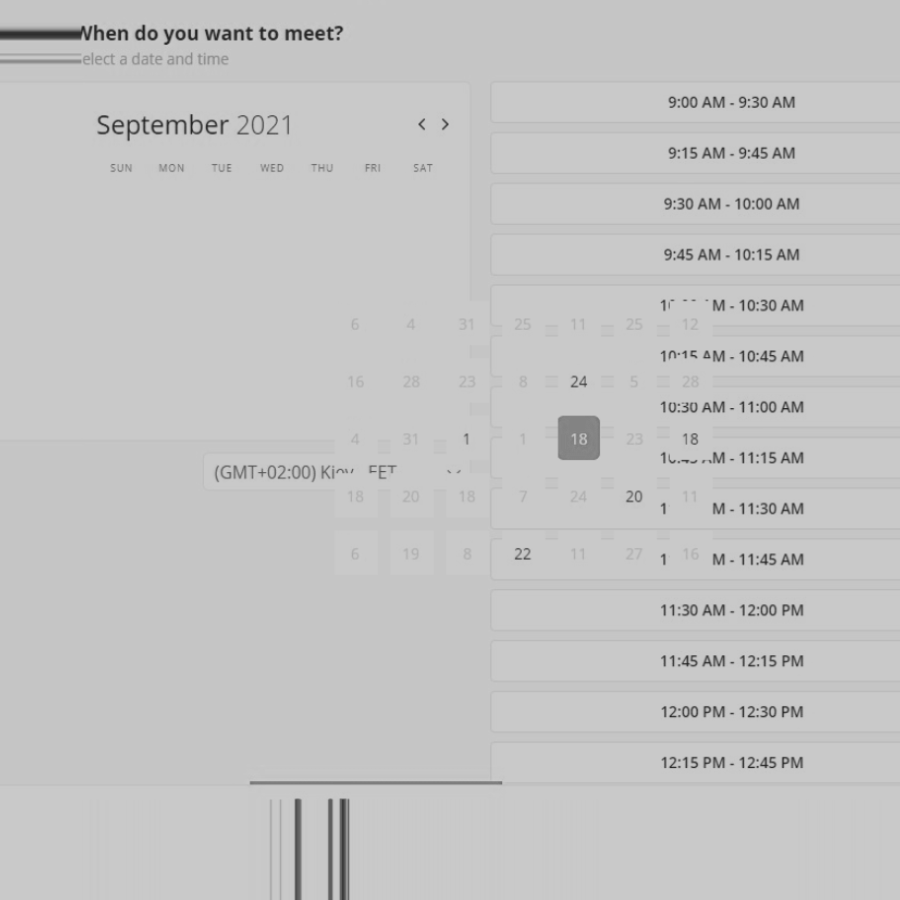 When do you want to meet?
elect a date and time
September 2021
SUN MON TUE WED THU FRI SAT
9:00 AM - 9:30 AM
9:15 AM - 9:45 AM
9:30 AM - 10:00 AM
9:45 AM - 10:15 AM
M - 10:30 AM
6 4 31 25 11 25 12
10:15 AM - 10:45 AM
16 28 23 8 24 5 28
10:30 AM - 11:00 AM
4 31 1 1 18 23 18
10:45 AM - 11:15 AM
(GMT+02:00) Kiev EET
18 20 18 7 24 20 11
1 M - 11:30 AM
6 19 8 22 11 27 16
1 M - 11:45 AM
11:30 AM - 12:00 PM
11:45 AM - 12:15 PM
12:00 PM - 12:30 PM
12:15 PM - 12:45 PM